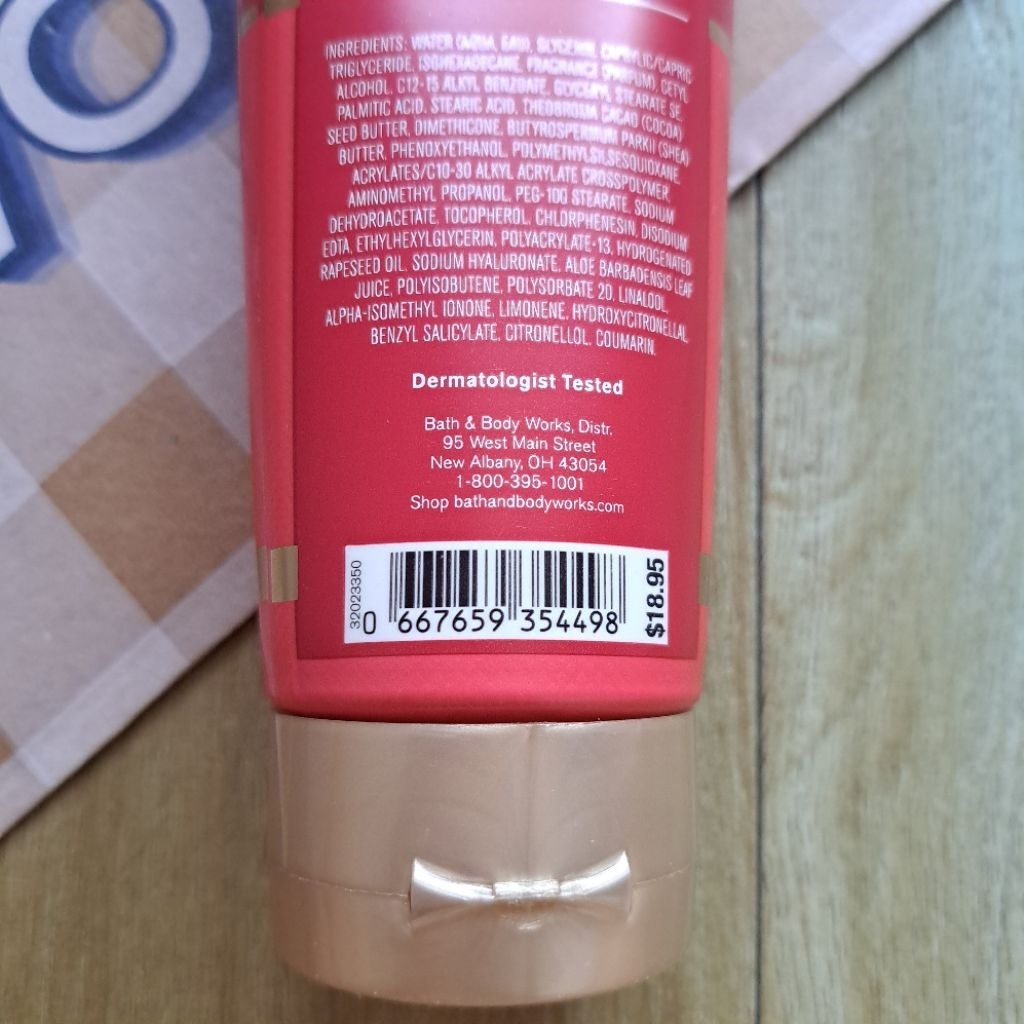 INGREDIENTS: WATER (AQUA, EAU), GLYCERIN, CAPRYLIC/CAPRIC
TRIGLYCERIDE, ISOHEXADECANE, FRAGRANCE (PARFUM), CETYL
ALCOHOL, C12-15 ALKYL BENZOATE, GLYCERYL STEARATE SE,
PALMITIC ACID, STEARIC ACID, THEOBROMA CACAO (COCOA)
SEED BUTTER, DIMETHICONE, BUTYROSPERMUM PARKII (SHEA)
BUTTER, PHENOXYETHANOL, POLYMETHYLSILSESQUIOXANE,
ACRYLATES/C10-30 ALKYL ACRYLATE CROSSPOLYMER,
AMINOMETHYL PROPANOL, PEG-100 STEARATE, SODIUM
DEHYDROACETATE, TOCOPHEROL, CHLORPHENESIN, DISODIUM
EDTA, ETHYLHEXYLGLYCERIN, POLYACRYLATE-13, HYDROGENATED
RAPESEED OIL, SODIUM HYALURONATE, ALOE BARBADENSIS LEAF
JUICE, POLYISOBUTENE, POLYSORBATE 20, LINALOOL,
ALPHA-ISOMETHYL IONONE, LIMONENE, HYDROXYCITRONELLAL,
BENZYL SALICYLATE, CITRONELLOL, COUMARIN.
Dermatologist Tested
Bath & Body Works, Distr.
95 West Main Street
New Albany, OH 43054
1-800-395-1001
Shop bathandbodyworks.com
32023350
0 667659 354498
$18.95